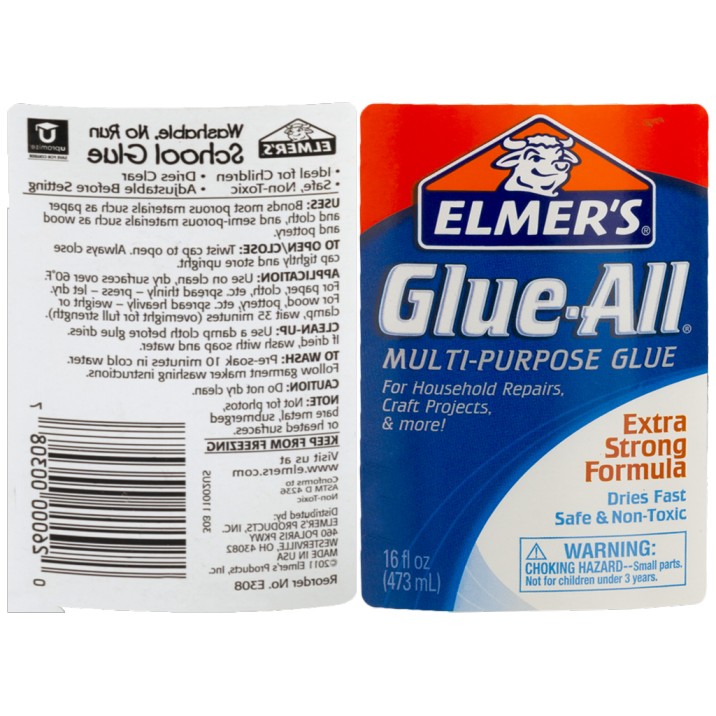 upromise
SAVE FOR COLLEGE
Washable, No Run
School Glue
ELMER'S
• Ideal for Children • Dries Clear
• Safe, Non-Toxic • Adjustable Before Setting
USES: Bonds most porous materials such as paper
and cloth, and semi-porous materials such as wood
and pottery.
TO OPEN/CLOSE: Twist cap to open. Always close
cap tightly and store upright.
APPLICATION: Use on clean, dry surfaces over 60°F.
For paper, cloth, etc. spread thinly – press – let dry.
For wood, pottery, etc. spread heavily – weight or
clamp, wait 35 minutes (overnight for full strength).
CLEAN-UP: Use a damp cloth before glue dries.
If dried, wash with soap and water.
TO WASH: Pre-soak 10 minutes in cold water.
Follow garment maker washing instructions.
CAUTION: Do not dry clean.
NOTE: Not for photos,
bare metal, submerged
or heated surfaces.
KEEP FROM FREEZING
Visit us at
www.elmers.com
Conforms to
ASTM D 4236
Non-Toxic
Distributed by:
ELMER'S PRODUCTS, INC.
460 POLARIS PKWY
WESTERVILLE, OH 43082
MADE IN USA
©2011 Elmer's Products, Inc.
Reorder No. E308
308 11002US
0 26000 00308 7
ELMER'S®
Glue-All®
MULTI-PURPOSE GLUE
For Household Repairs,
Craft Projects,
& more!
Extra
Strong
Formula
Dries Fast
Safe & Non-Toxic
16 fl oz
(473 mL)
WARNING:
CHOKING HAZARD--Small parts.
Not for children under 3 years.